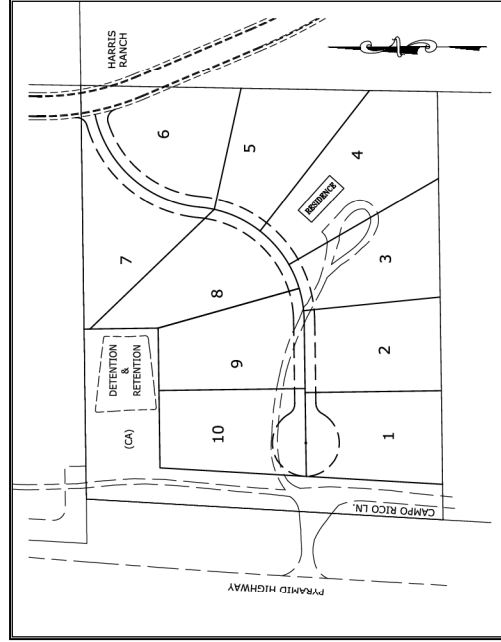 HARRIS
RANCH
6
5
7
4
RESIDENCE
8
3
DETENTION
&
RETENTION
9
2
(CA)
10
1
CAMPO RICO LN.
PYRAMID HIGHWAY